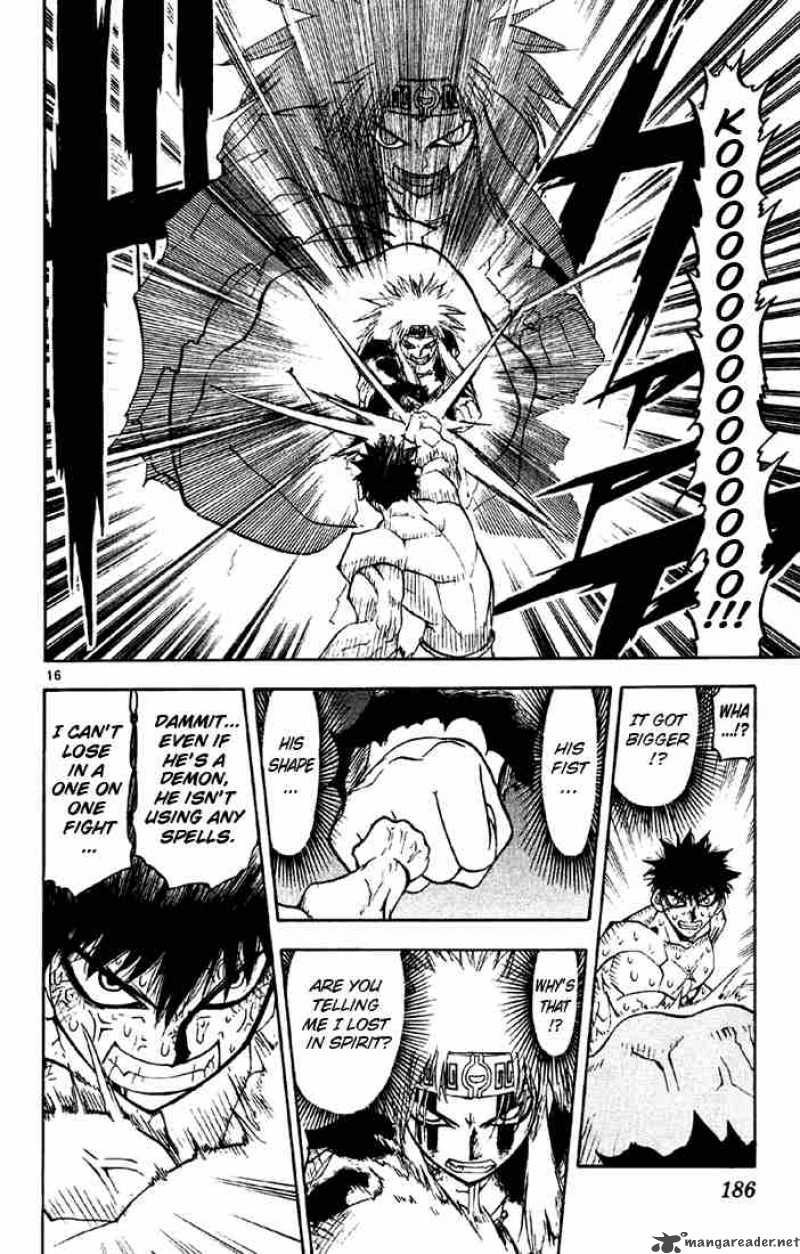 KOOOOOOOOOOOOOOO!!!
16
WHA
...!?
IT GOT
BIGGER
!?
HIS
FIST
...
HIS
SHAPE
...
WHY'S
THAT
!?
ARE YOU
TELLING
ME I LOST
IN SPIRIT?
DAMMIT...
EVEN IF
HE'S A
DEMON,
HE ISN'T
USING ANY
SPELLS.
I CAN'T
LOSE
IN A
ONE ON
ONE
FIGHT
...
186
mangareader.net